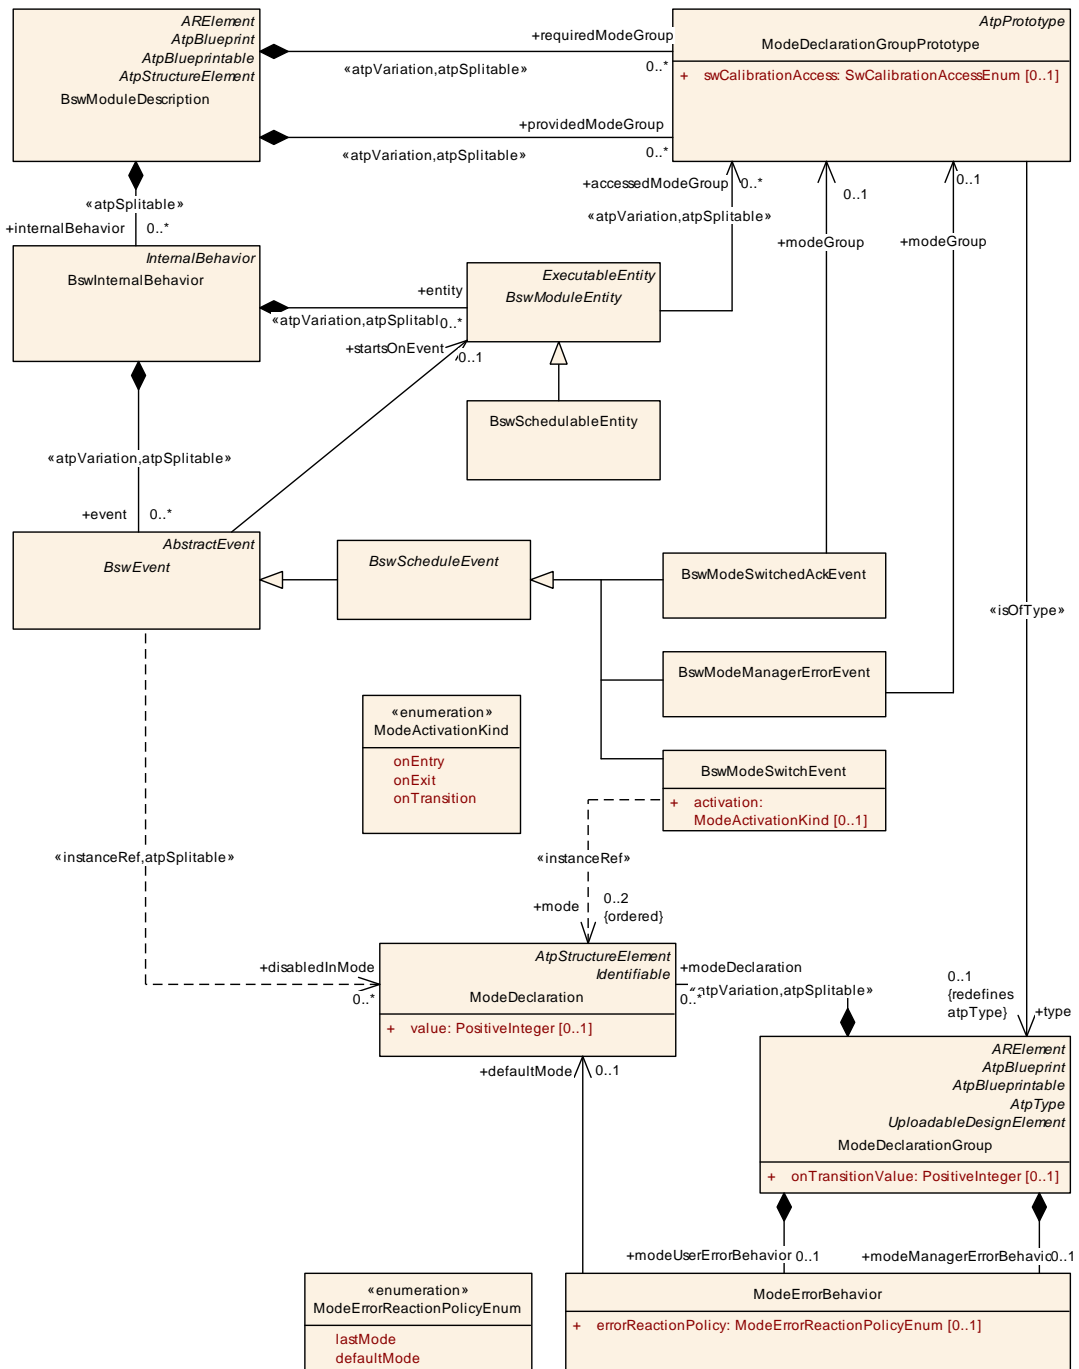 ARElement
AtpBlueprint
AtpBlueprintable
AtpStructureElement
BswModuleDescription
AtpPrototype
ModeDeclarationGroupPrototype
+ swCalibrationAccess: SwCalibrationAccessEnum [0..1]
+requiredModeGroup
«atpVariation,atpSplitable»
0..*
+providedModeGroup
«atpVariation,atpSplitable»
0..*
«atpSplitable»
+internalBehavior
0..*
+accessedModeGroup
0..*
«atpVariation,atpSplitable»
0..1
+modeGroup
0..1
+modeGroup
InternalBehavior
BswInternalBehavior
+entity
«atpVariation,atpSplitabl
0..*
ExecutableEntity
BswModuleEntity
+startsOnEvent
0..1
BswSchedulableEntity
«atpVariation,atpSplitable»
+event
0..*
AbstractEvent
BswEvent
BswScheduleEvent
BswModeSwitchedAckEvent
«isOfType»
BswModeManagerErrorEvent
«enumeration»
ModeActivationKind
onEntry
onExit
onTransition
BswModeSwitchEvent
+ activation:
ModeActivationKind [0..1]
«instanceRef,atpSplitable»
«instanceRef»
+mode
0..2
{ordered}
+disabledInMode
0..*
AtpStructureElement
Identifiable
ModeDeclaration
+ value: PositiveInteger [0..1]
+modeDeclaration
«atpVariation,atpSplitable»
0..*
0..1
{redefines
atpType}
+type
ARElement
AtpBlueprint
AtpBlueprintable
AtpType
UploadableDesignElement
ModeDeclarationGroup
+ onTransitionValue: PositiveInteger [0..1]
+defaultMode
0..1
+modeUserErrorBehavior
0..1
+modeManagerErrorBehavic
0..1
«enumeration»
ModeErrorReactionPolicyEnum
lastMode
defaultMode
ModeErrorBehavior
+ errorReactionPolicy: ModeErrorReactionPolicyEnum [0..1]